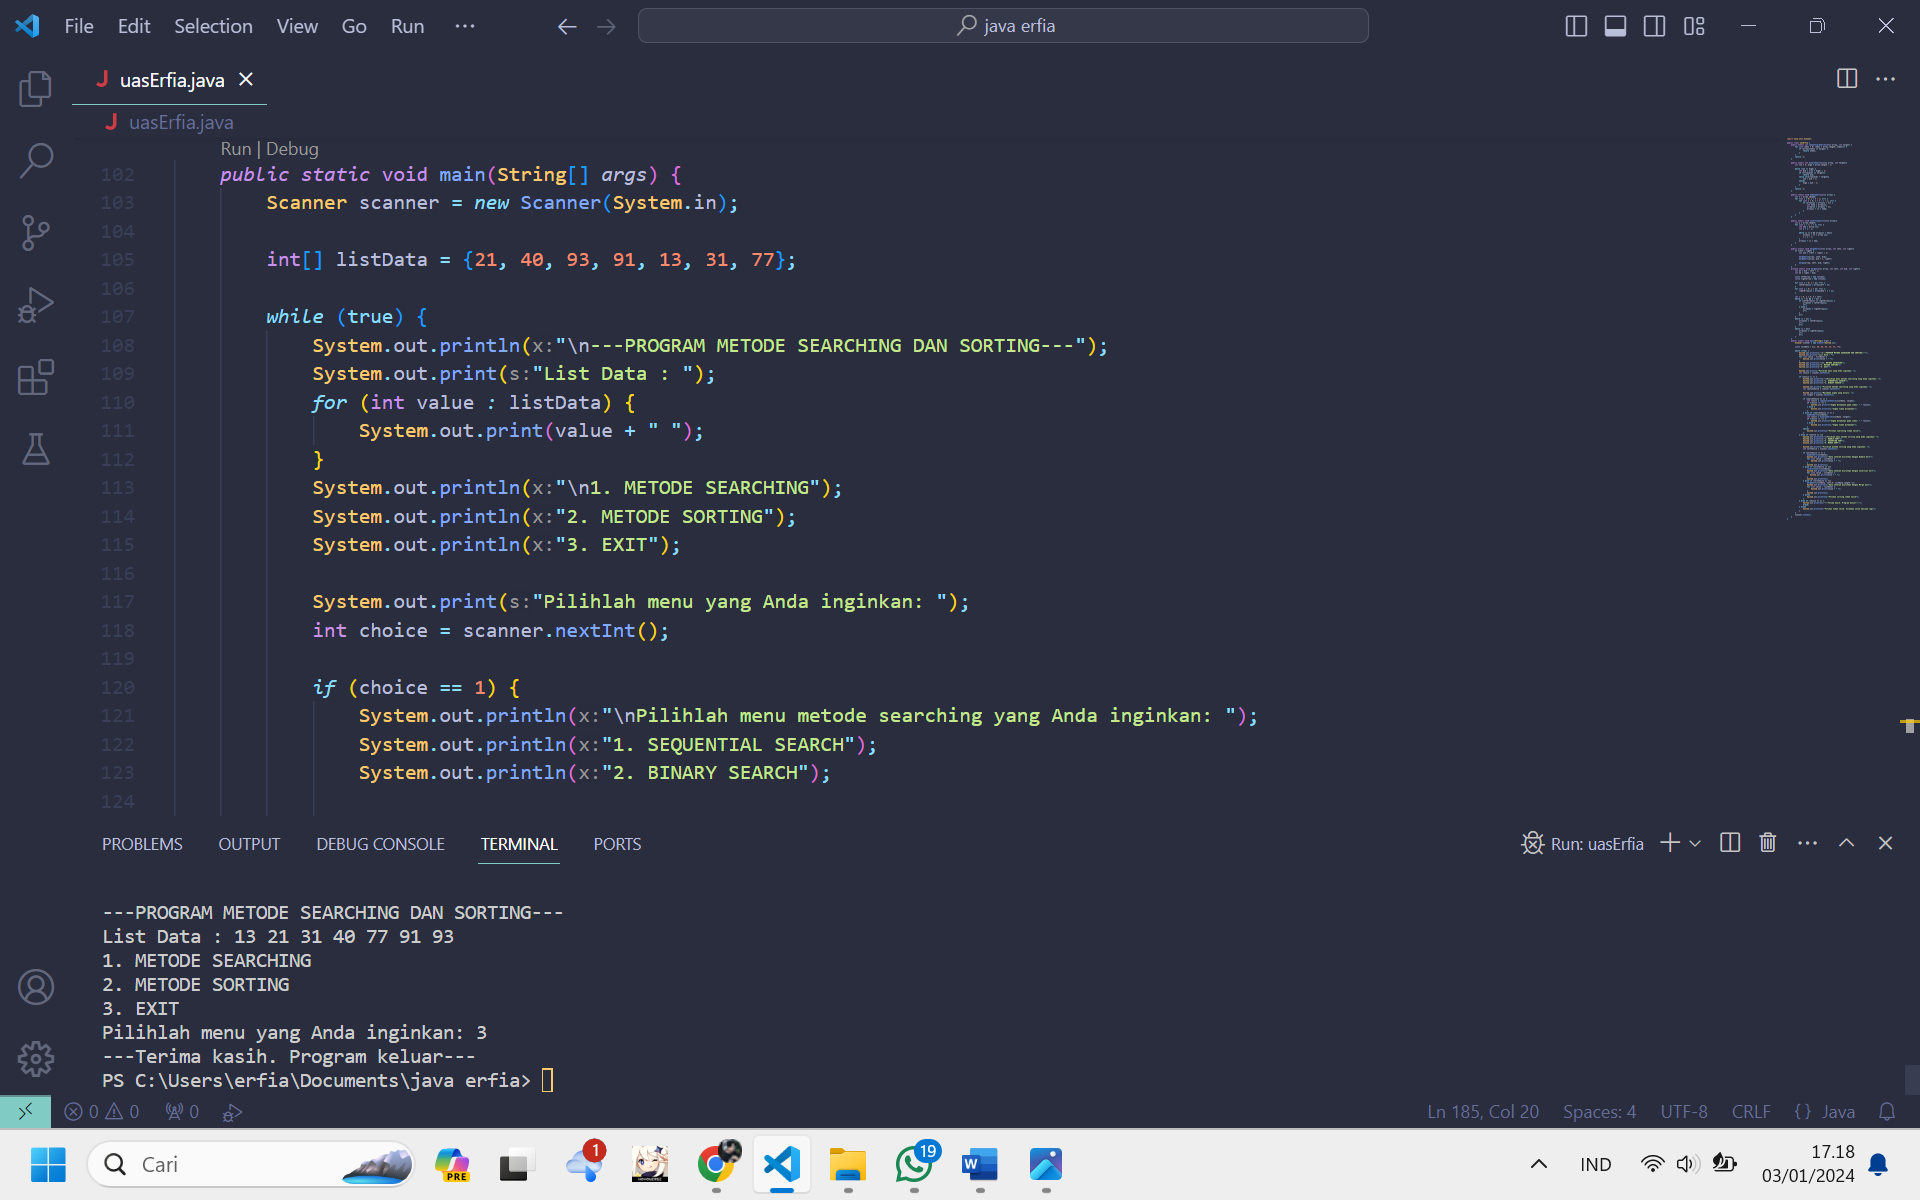 File Edit Selection View Go Run ··· java erfia
J uasErfia.java
J uasErfia.java
Run | Debug
102 public static void main(String[] args) {
103 Scanner scanner = new Scanner(System.in);
104
105 int[] listData = {21, 40, 93, 91, 13, 31, 77};
106
107 while (true) {
108 System.out.println(x:"\n---PROGRAM METODE SEARCHING DAN SORTING---");
109 System.out.print(s:"List Data : ");
110 for (int value : listData) {
111 System.out.print(value + " ");
112 }
113 System.out.println(x:"\n1. METODE SEARCHING");
114 System.out.println(x:"2. METODE SORTING");
115 System.out.println(x:"3. EXIT");
116
117 System.out.print(s:"Pilihlah menu yang Anda inginkan: ");
118 int choice = scanner.nextInt();
119
120 if (choice == 1) {
121 System.out.println(x:"\nPilihlah menu metode searching yang Anda inginkan: ");
122 System.out.println(x:"1. SEQUENTIAL SEARCH");
123 System.out.println(x:"2. BINARY SEARCH");
124
PROBLEMS OUTPUT DEBUG CONSOLE TERMINAL PORTS Run: uasErfia
---PROGRAM METODE SEARCHING DAN SORTING---
List Data : 13 21 31 40 77 91 93
1. METODE SEARCHING
2. METODE SORTING
3. EXIT
Pilihlah menu yang Anda inginkan: 3
---Terima kasih. Program keluar---
PS C:\Users\erfia\Documents\java erfia>
0 0 0 Ln 185, Col 20 Spaces: 4 UTF-8 CRLF {} Java
Cari PRE 1 19 W IND 17.18
03/01/2024